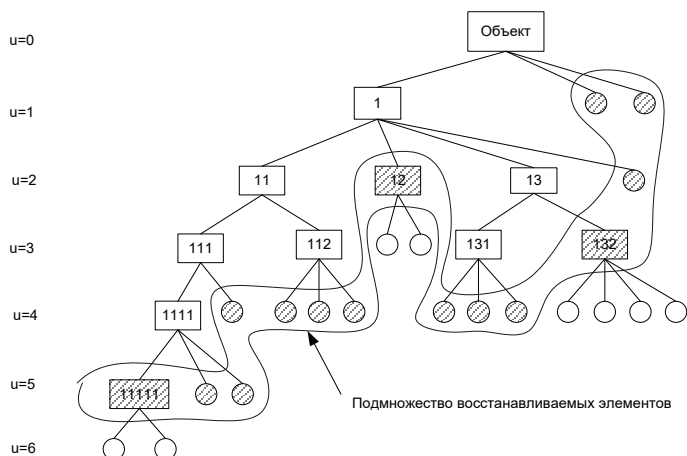 u=0
Объект
u=1
1
u=2
11
12
13
u=3
111
112
131
132
u=4
1111
u=5
11111
Подмножество восстанавливаемых элементов
u=6